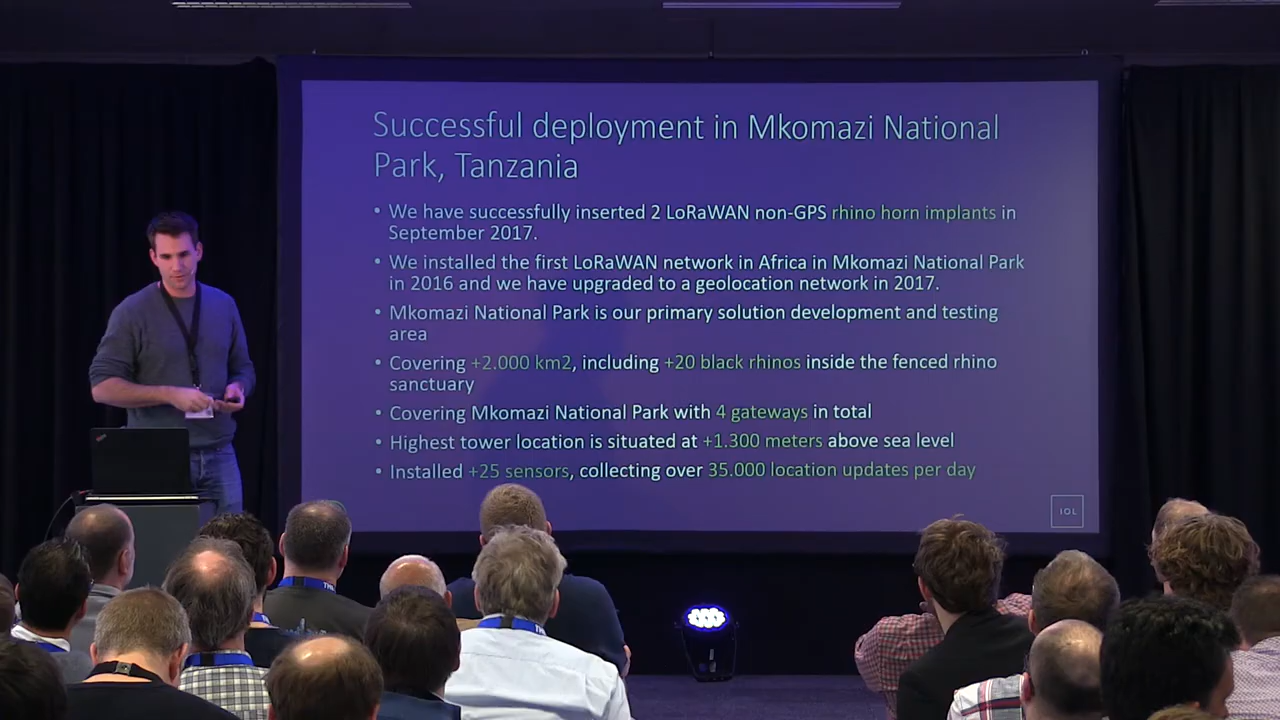 Successful deployment in Mkomazi National
Park, Tanzania
• We have successfully inserted 2 LoRaWAN non-GPS rhino horn implants in
September 2017.
• We installed the first LoRaWAN network in Africa in Mkomazi National Park
in 2016 and we have upgraded to a geolocation network in 2017.
• Mkomazi National Park is our primary solution development and testing
area
• Covering +2.000 km2, including +20 black rhinos inside the fenced rhino
sanctuary
• Covering Mkomazi National Park with 4 gateways in total
• Highest tower location is situated at +1.300 meters above sea level
• Installed +25 sensors, collecting over 35.000 location updates per day
IOL